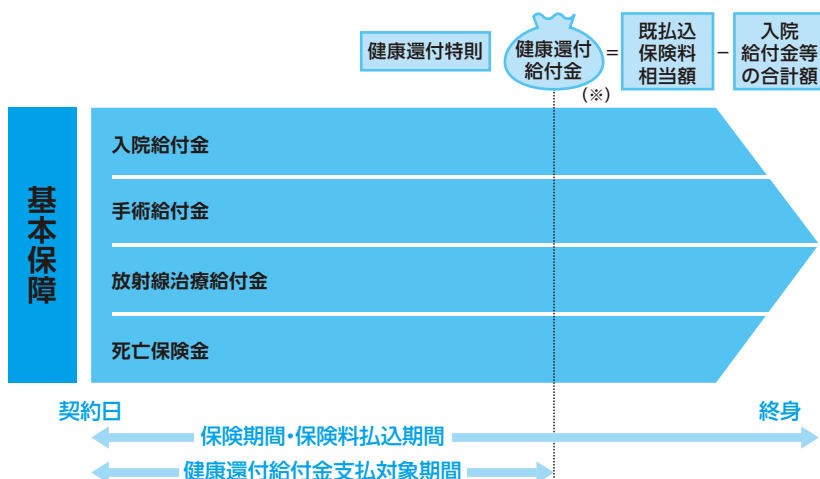 健康還付特則
健康還付
給付金
(※)
=
既払込
保険料
相当額
−
入院
給付金等
の合計額
基本保障
入院給付金
手術給付金
放射線治療給付金
死亡保険金
契約日
終身
保険期間・保険料払込期間
健康還付給付金支払対象期間